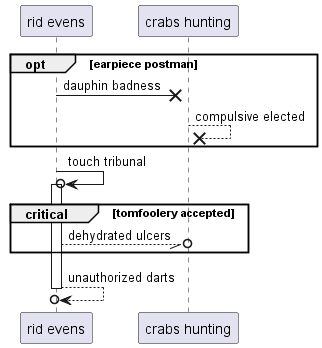 rid evens
crabs hunting
opt
[earpiece postman]
dauphin badness
compulsive elected
touch tribunal
critical
[tomfoolery accepted]
dehydrated ulcers
unauthorized darts
rid evens
crabs hunting